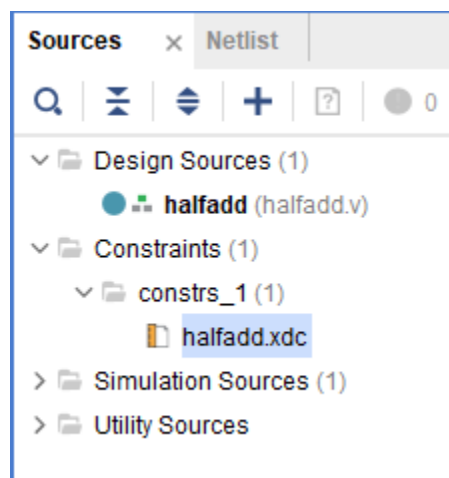 Sources × Netlist
? 0
Design Sources (1)
halfadd (halfadd.v)
Constraints (1)
constrs_1 (1)
halfadd.xdc
Simulation Sources (1)
Utility Sources